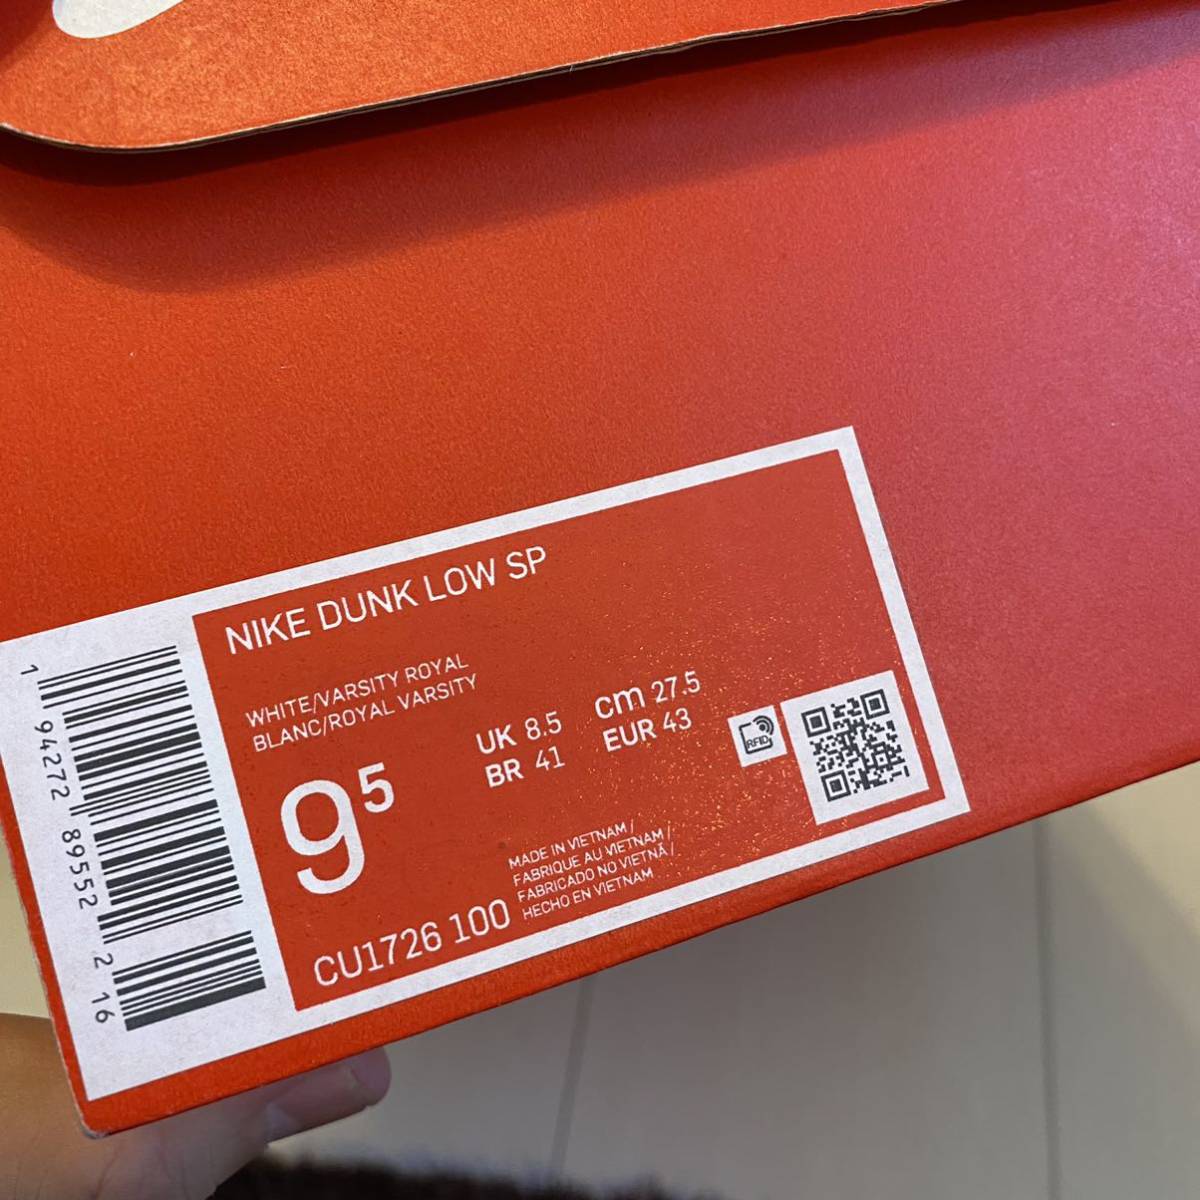 NIKE DUNK LOW SP
WHITE/VARSITY ROYAL
BLANC/ROYAL VARSITY
9⁵
UK 8.5
BR 41
cm 27.5
EUR 43
RFID
MADE IN VIETNAM /
FABRIQUE AU VIETNAM /
FABRICADO NO VIETNÃ /
HECHO EN VIETNAM
CU1726 100
1 94272 89552 2 16